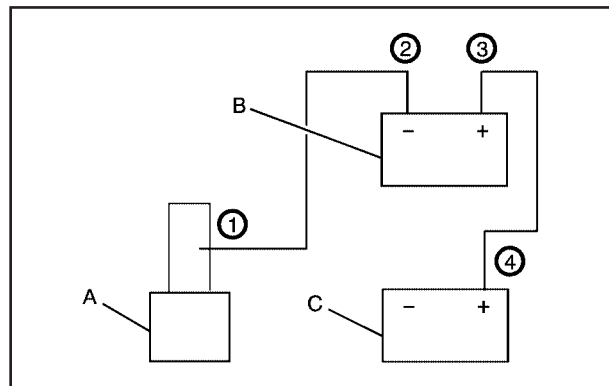 ② ③
B
− +
①
④
A
C
− +